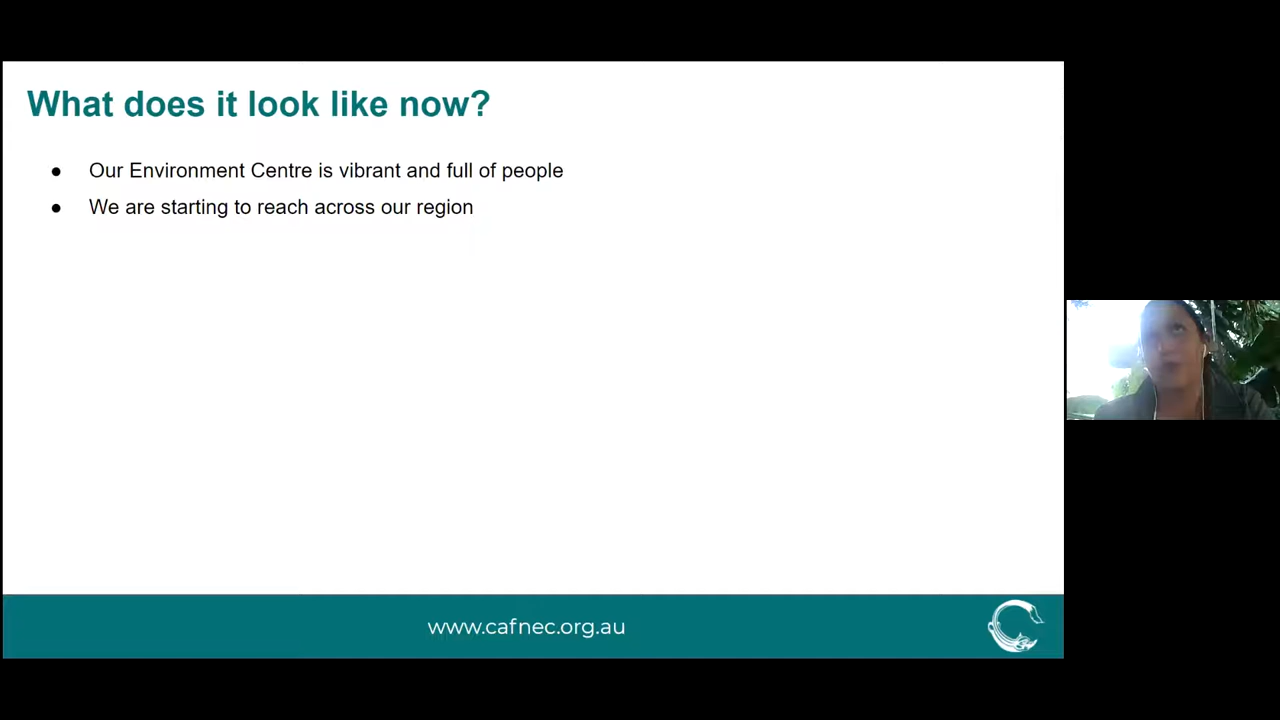 What does it look like now?
● Our Environment Centre is vibrant and full of people
● We are starting to reach across our region
www.cafnec.org.au